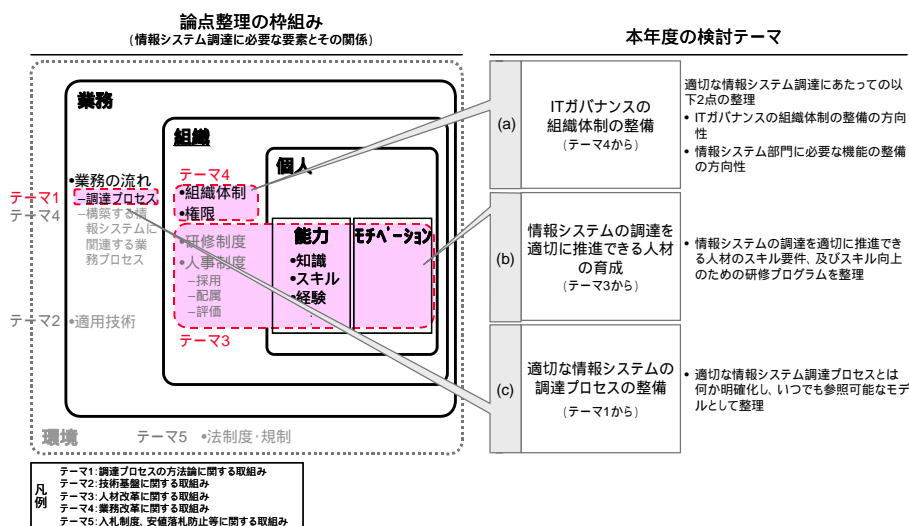 論点整理の枠組み
(情報システム調達に必要な要素とその関係)
本年度の検討テーマ
業務
組織
個人
テーマ1
テーマ4
•業務の流れ
–調達プロセス
–構築する情
報システムに
関連する業
務プロセス
テーマ2
•適用技術
テーマ4
•組織体制
•権限
•研修制度
•人事制度
–採用
–配属
–評価
テーマ3
能力
•知識
•スキル
•経験
モチベーション
環境
テーマ5 •法制度・規制
(a)
ITガバナンスの
組織体制の整備
(テーマ4から)
適切な情報システム調達にあたっての以
下2点の整理
• ITガバナンスの組織体制の整備の方向
性
• 情報システム部門に必要な機能の整備
の方向性
(b)
情報システムの調達を
適切に推進できる人材
の育成
(テーマ3から)
• 情報システムの調達を適切に推進でき
る人材のスキル要件、及びスキル向上
のための研修プログラムを整理
(c)
適切な情報システムの
調達プロセスの整備
(テーマ1から)
• 適切な情報システム調達プロセスとは
何か明確化し、いつでも参照可能なモデ
ルとして整理
凡例
テーマ1:調達プロセスの方法論に関する取組み
テーマ2:技術基盤に関する取組み
テーマ3:人材改革に関する取組み
テーマ4:業務改革に関する取組み
テーマ5:入札制度、安値落札防止等に関する取組み